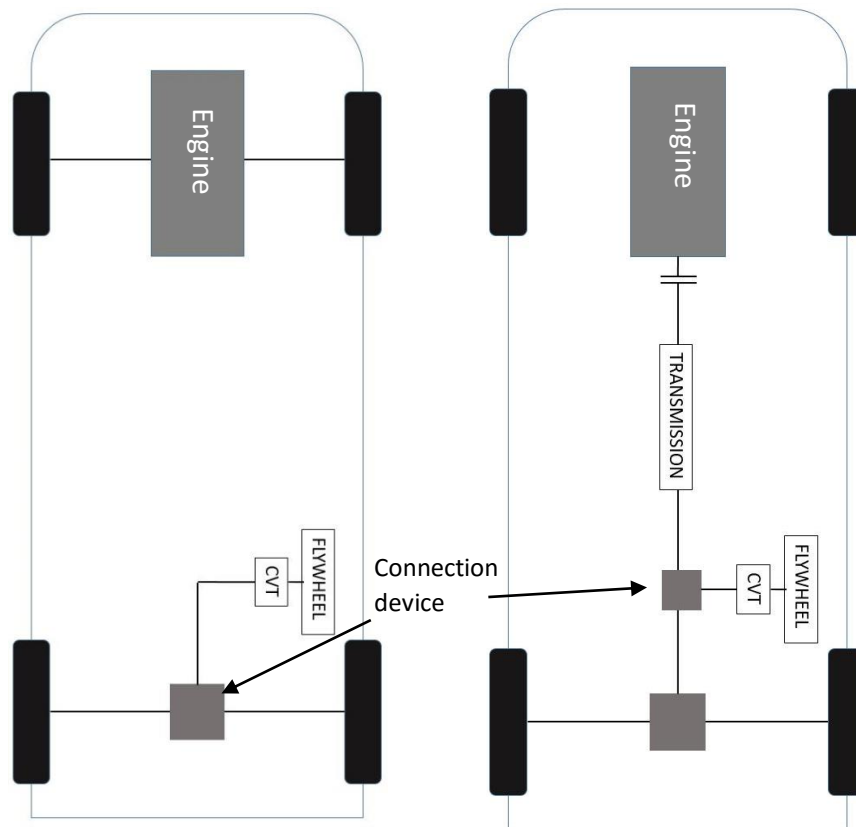 Engine
Engine
TRANSMISSION
FLYWHEEL
CVT
Connection
device
FLYWHEEL
CVT